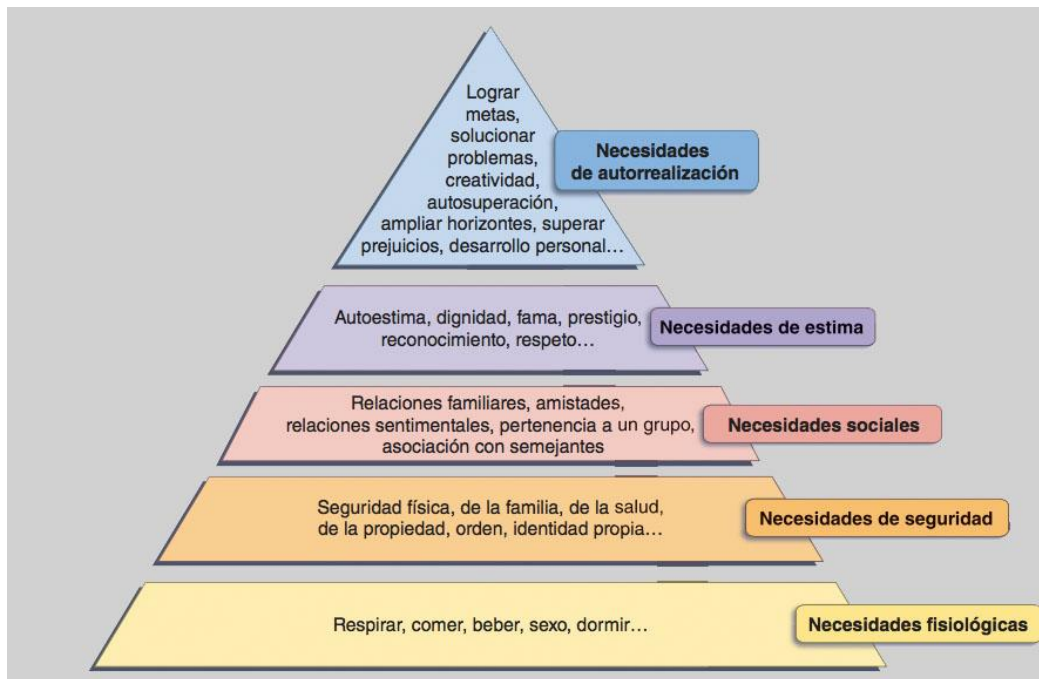 Lograr
metas,
solucionar
problemas,
creatividad,
autosuperación,
ampliar horizontes, superar
prejuicios, desarrollo personal...
Necesidades
de autorrealización
Autoestima, dignidad, fama, prestigio,
reconocimiento, respeto...
Necesidades de estima
Relaciones familiares, amistades,
relaciones sentimentales, pertenencia a un grupo,
asociación con semejantes
Necesidades sociales
Seguridad física, de la familia, de la salud,
de la propiedad, orden, identidad propia...
Necesidades de seguridad
Respirar, comer, beber, sexo, dormir...
Necesidades fisiológicas